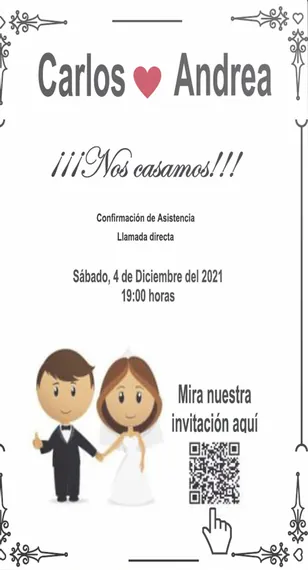 Carlos Andrea
¡¡¡Nos casamos!!!
Confirmación de Asistencia
Llamada directa
Sábado, 4 de Diciembre del 2021
19:00 horas
Mira nuestra
invitación aquí